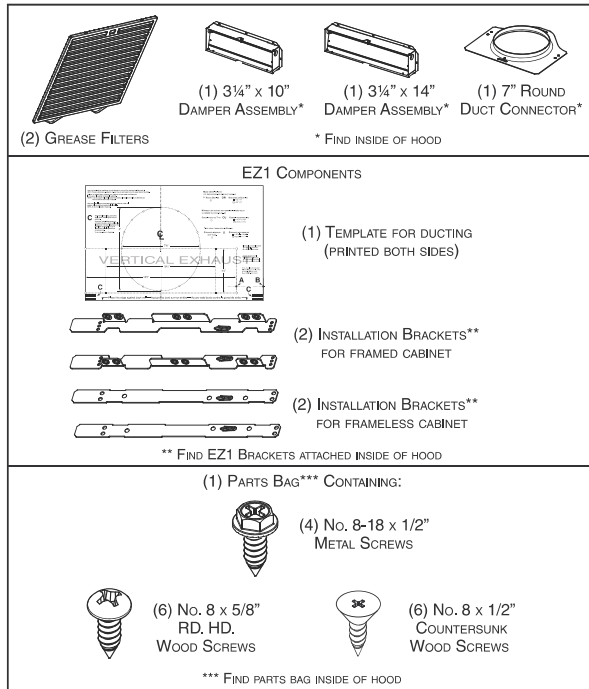 (2) Grease Filters
(1) 3¼” x 10”
Damper Assembly*
(1) 3¼” x 14”
Damper Assembly*
(1) 7” Round
Duct Connector*
* Find inside of hood
EZ1 Components
VERTICAL EXHAUST
C
C
A
B
C
C
(1) Template for ducting
(printed both sides)
(2) Installation Brackets**
for framed cabinet
(2) Installation Brackets**
for frameless cabinet
** Find EZ1 Brackets attached inside of hood
(1) Parts Bag*** Containing:
(4) No. 8-18 x 1/2”
Metal Screws
(6) No. 8 x 5/8”
RD. HD.
Wood Screws
(6) No. 8 x 1/2”
Countersunk
Wood Screws
*** Find parts bag inside of hood